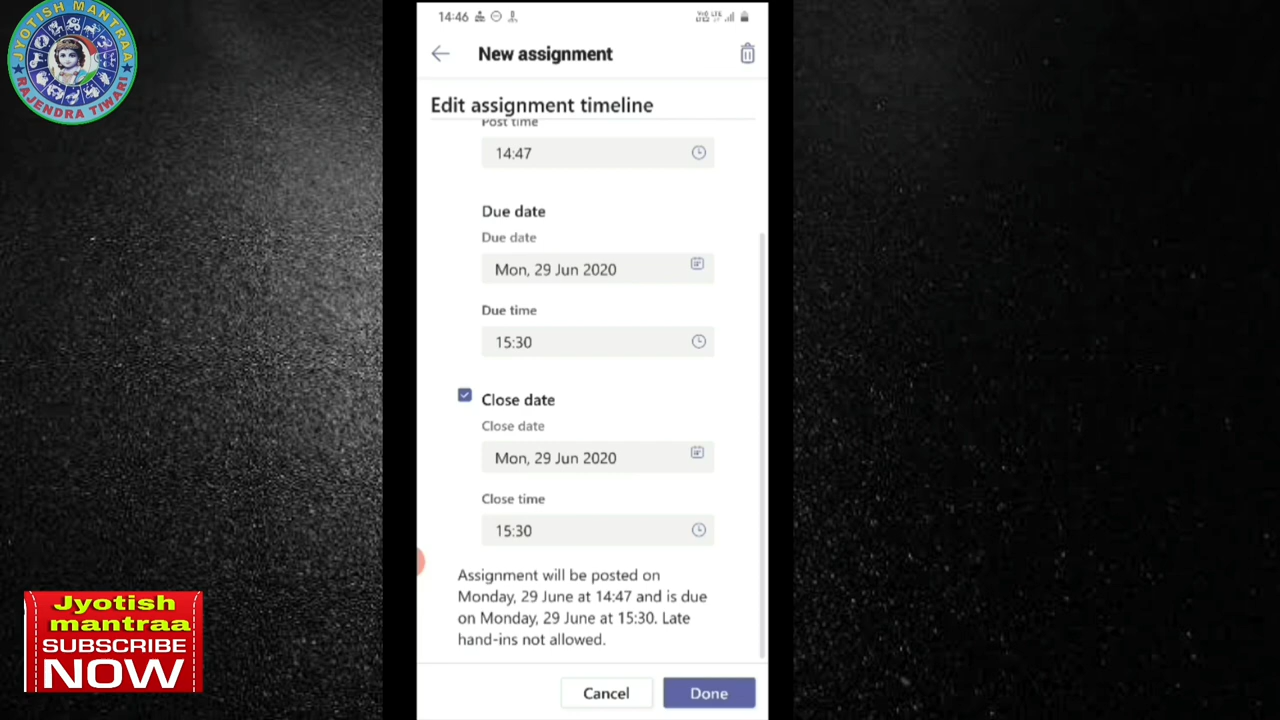 JYOTISH MANTRAA
RAJENDRA TIWARI
14:46
New assignment
Edit assignment timeline
Post time
14:47
Due date
Due date
Mon, 29 Jun 2020
Due time
15:30
Close date
Close date
Mon, 29 Jun 2020
Close time
15:30
Assignment will be posted on
Monday, 29 June at 14:47 and is due
on Monday, 29 June at 15:30. Late
hand-ins not allowed.
Cancel
Done
Jyotish
mantraa
SUBSCRIBE
NOW